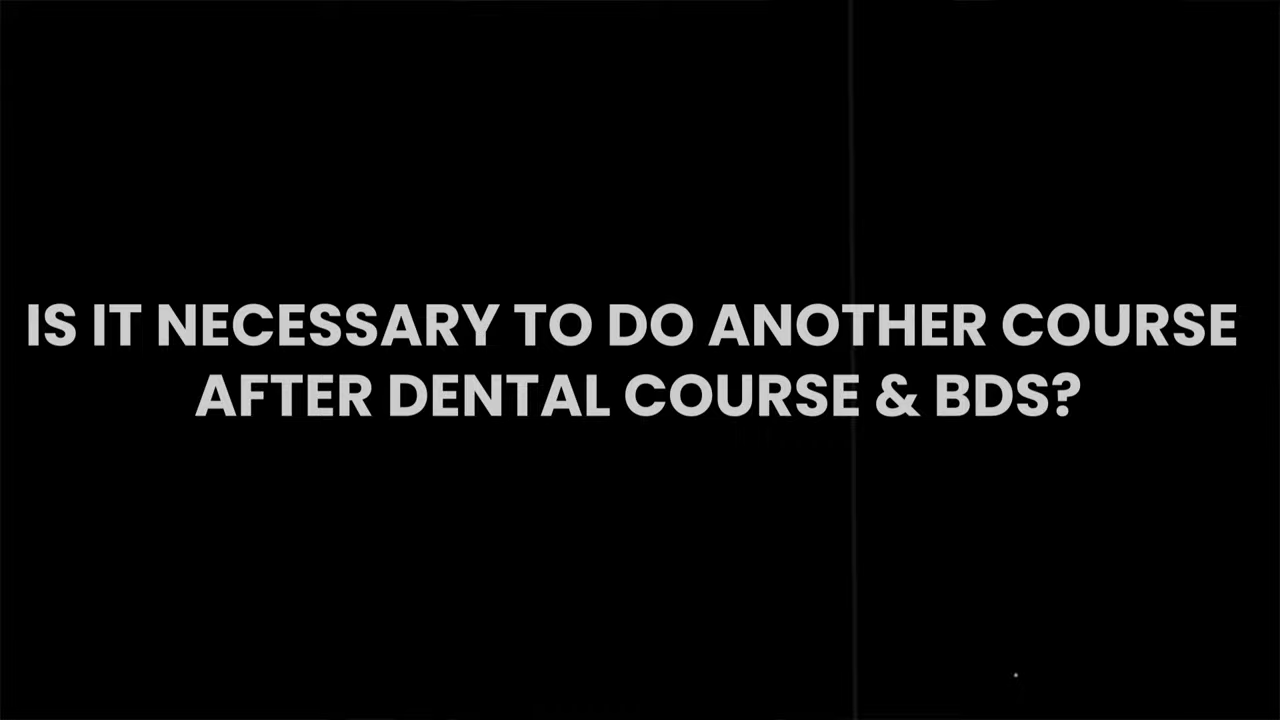 IS IT NECESSARY TO DO ANOTHER COURSE
AFTER DENTAL COURSE & BDS?